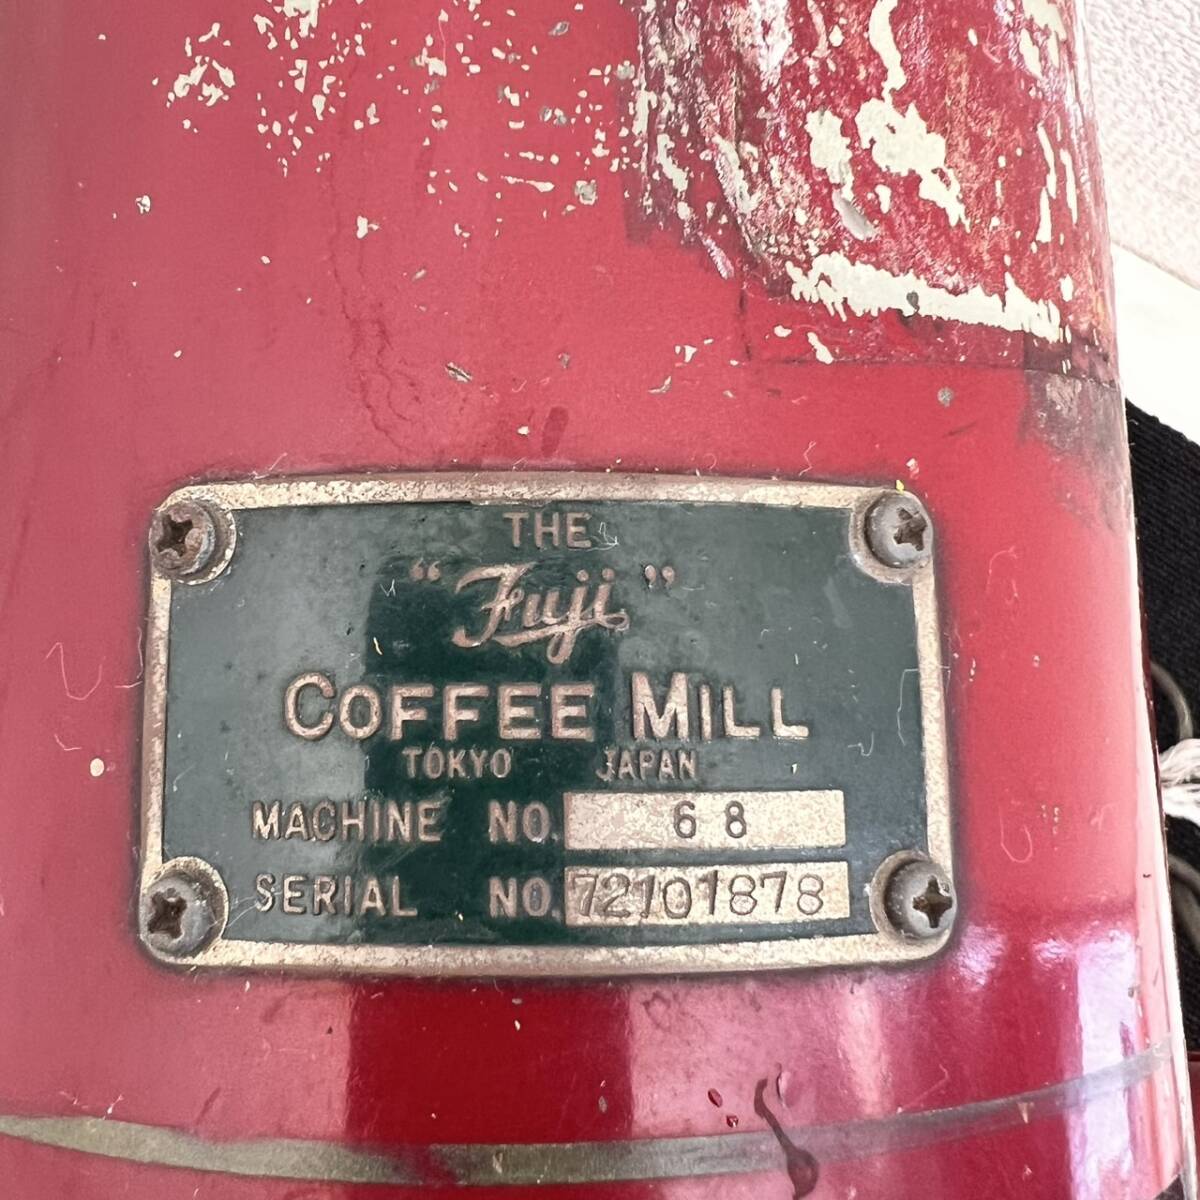 THE
"Fuji"
COFFEE MILL
TOKYO JAPAN
MACHINE NO. 68
SERIAL NO. 72101878